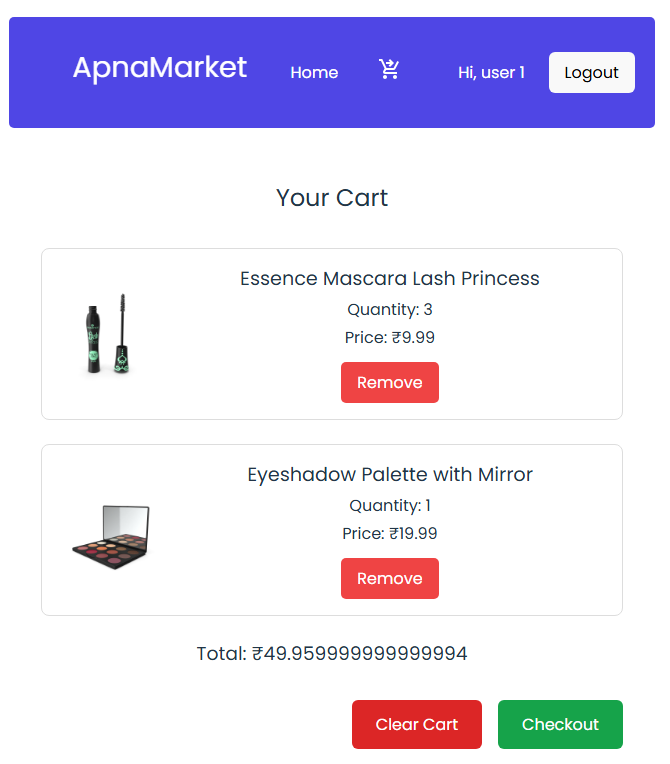 ApnaMarket Home Hi, user 1 Logout
Your Cart
Essence Mascara Lash Princess
Quantity: 3
Price: ₹9.99
Remove
Eyeshadow Palette with Mirror
Quantity: 1
Price: ₹19.99
Remove
Total: ₹49.959999999999994
Clear Cart Checkout